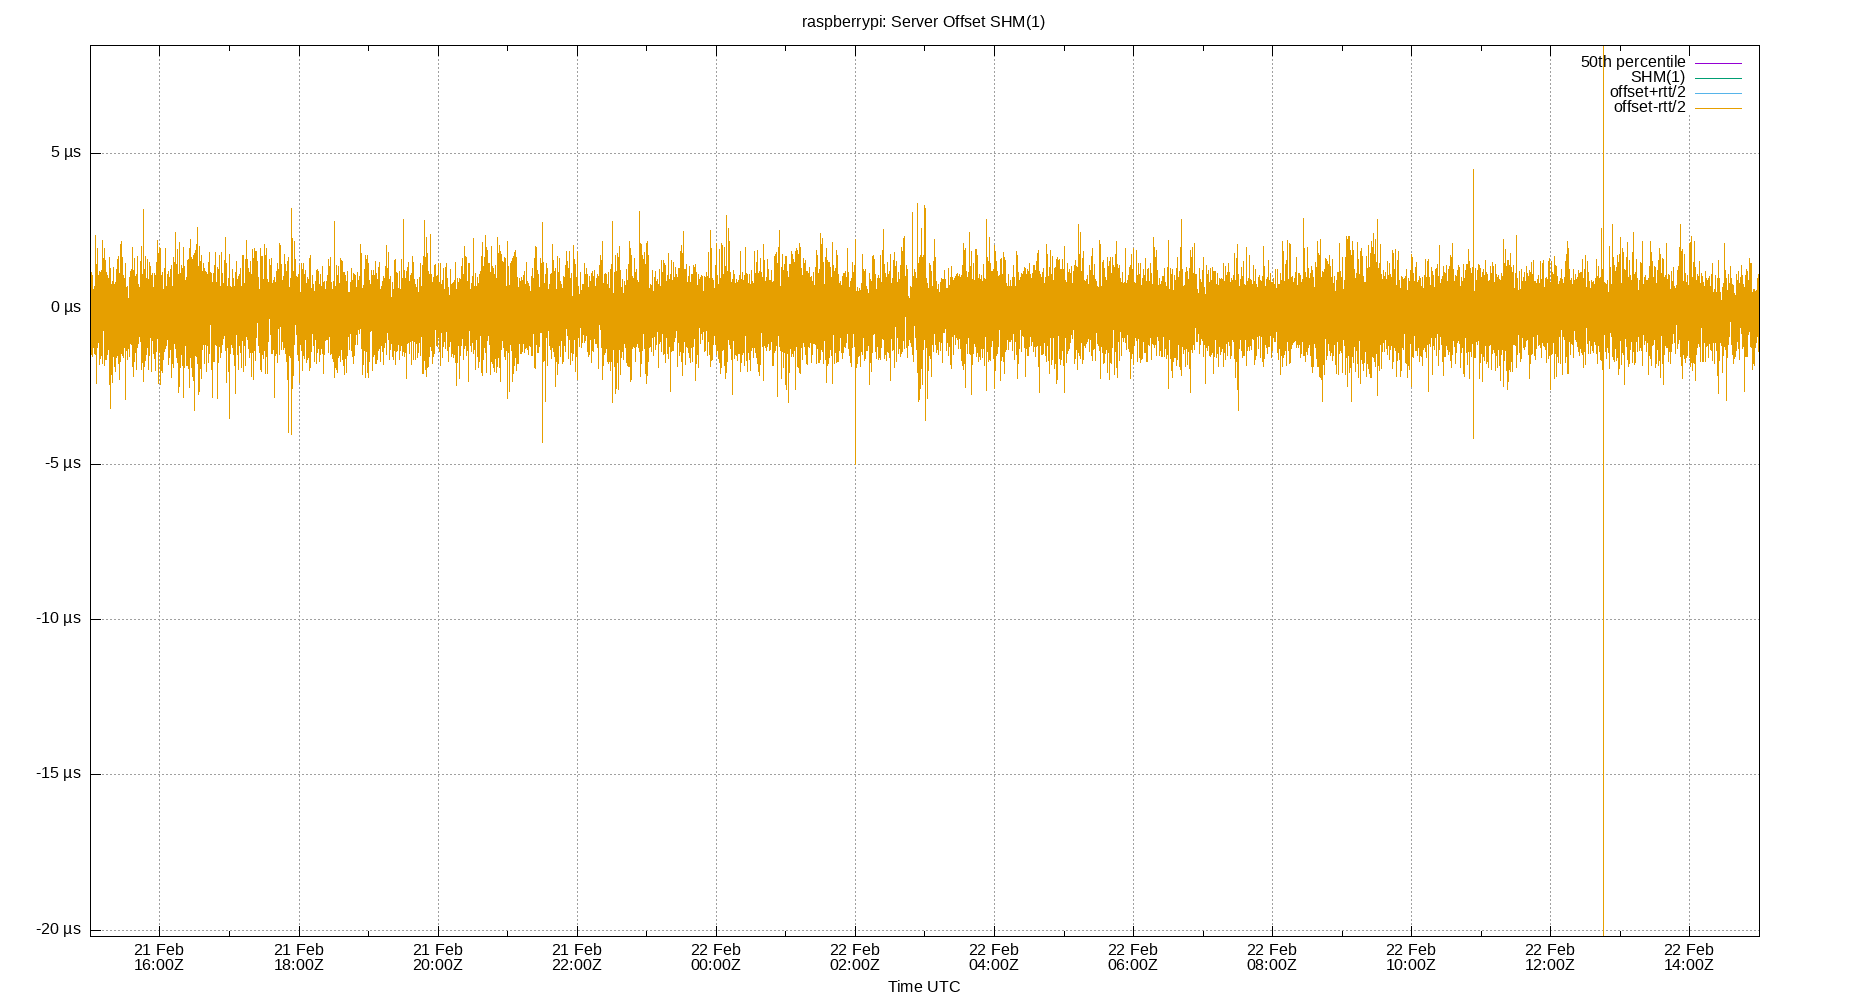 raspberrypi: Server Offset SHM(1)
50th percentile
SHM(1)
offset+rtt/2
offset-rtt/2
5 µs
0 µs
-5 µs
-10 µs
-15 µs
-20 µs
21 Feb 21 Feb 21 Feb 21 Feb 22 Feb 22 Feb 22 Feb 22 Feb 22 Feb 22 Feb 22 Feb 22 Feb
16:00Z 18:00Z 20:00Z 22:00Z 00:00Z 02:00Z 04:00Z 06:00Z 08:00Z 10:00Z 12:00Z 14:00Z
Time UTC